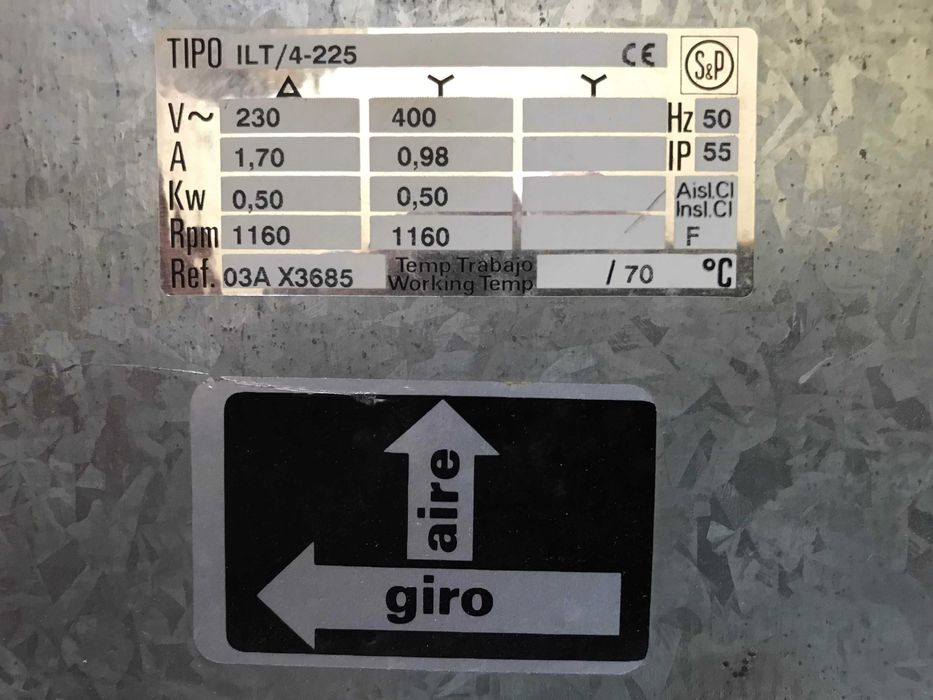 TIPO ILT/4-225 CE S&P
Δ Y Y
V~ 230 400 Hz 50
A 1,70 0,98 IP 55
Kw 0,50 0,50 Aisl.Cl
Insl.Cl
Rpm 1160 1160 F
Ref. 03A X3685 Temp Trabajo / 70 °C
Working Temp
aire
giro